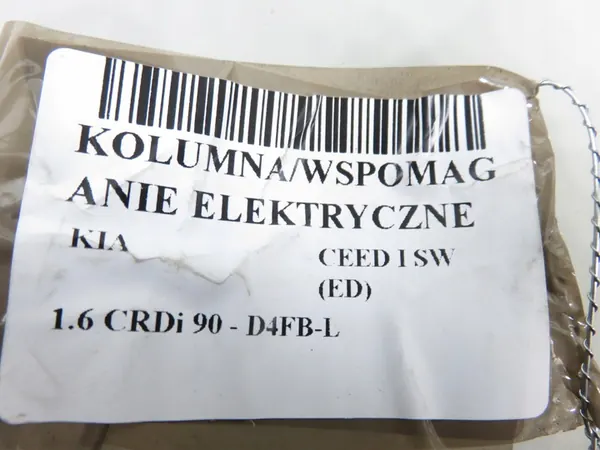 KOLUMNA/WSPOMAG
ANIE ELEKTRYCZNE
KIA CEED I SW
(ED)
1.6 CRDi 90 - D4FB-L